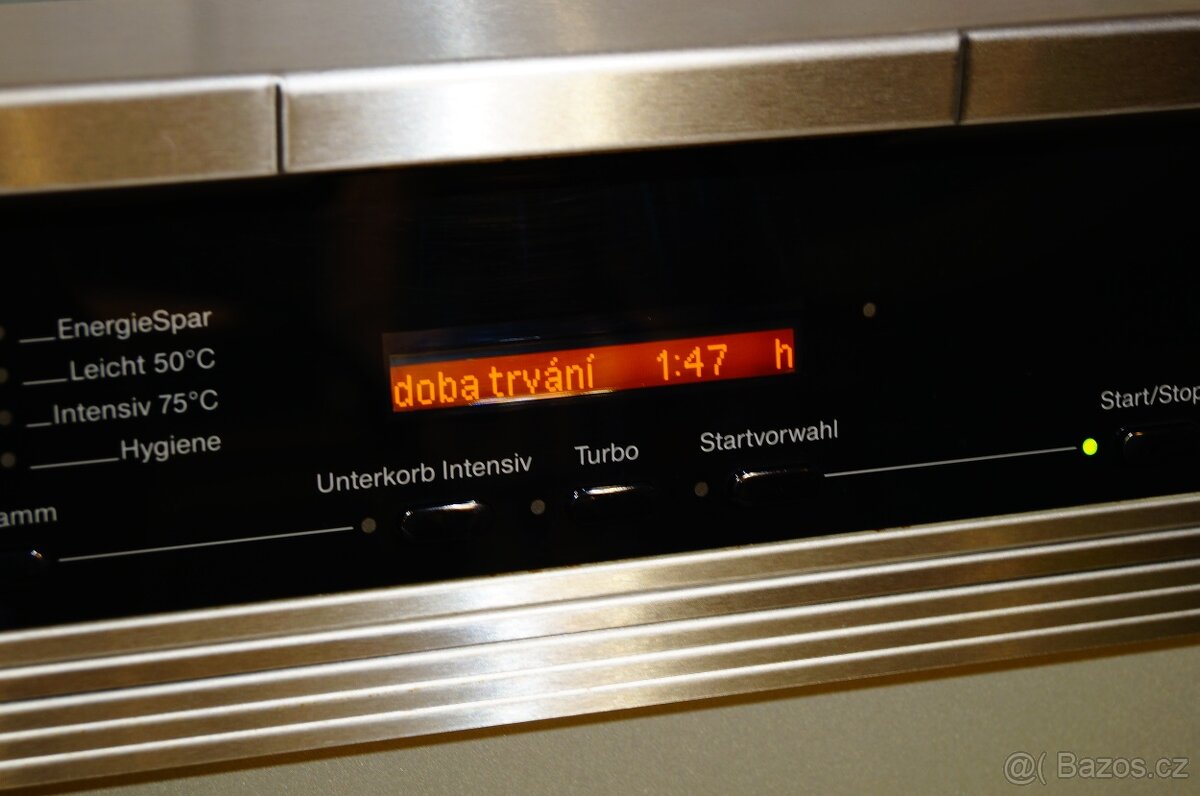 EnergieSpar
Leicht 50°C
Intensiv 75°C
Hygiene
doba trvání 1:47 h
Unterkorb Intensiv
Turbo
Startvorwahl
Start/Stop
amm
@( Bazos.cz